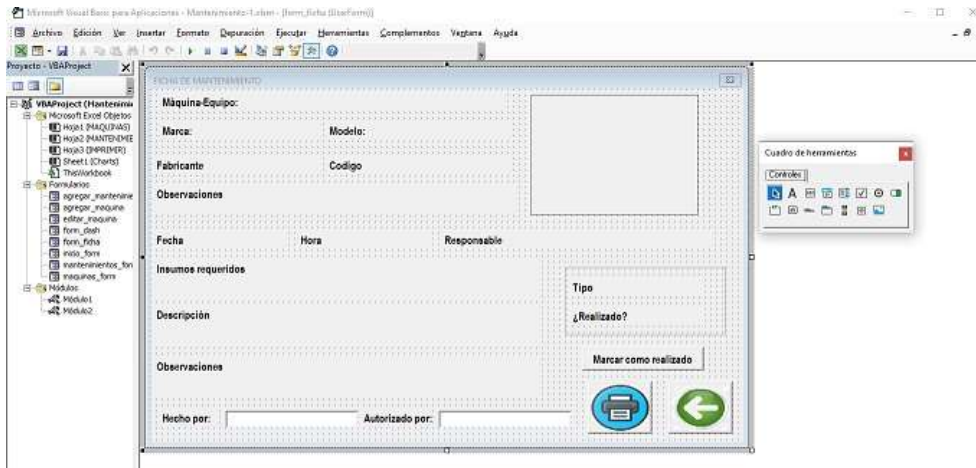 Microsoft Visual Basic para Aplicaciones - Mantenimiento-1.xlsm - [form_ficha (UserForm)]
Archivo Edición Ver Insertar Formato Depuración Ejecutar Herramientas Complementos Ventana Ayuda
Proyecto - VBAProject
VBAProject (Mantenimie
Microsoft Excel Objetos
Hoja1 (MAQUINAS)
Hoja2 (MANTENIMIE
Hoja3 (IMPRIMIR)
Sheet1 (Charts)
ThisWorkbook
Formularios
agregar_mantenimie
agregar_maquina
editar_maquina
form_dash
form_ficha
inicio_form
mantenimientos_for
maquinas_form
Módulos
Módulo1
Módulo2
FICHA DE MANTENIMIENTO
Máquina-Equipo:
Marca: Modelo:
Fabricante Codigo
Observaciones
Fecha Hora Responsable
Insumos requeridos
Tipo
Descripción ¿Realizado?
Marcar como realizado
Observaciones
Hecho por: Autorizado por:
Cuadro de herramientas
Controles